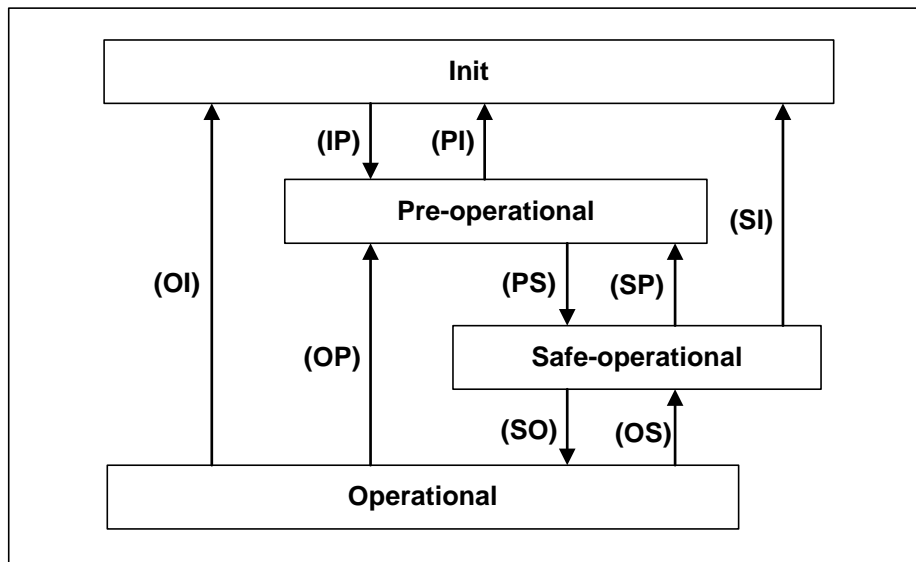 Init
(IP)
(PI)
Pre-operational
(SI)
(OI)
(PS)
(SP)
(OP)
Safe-operational
(SO)
(OS)
Operational